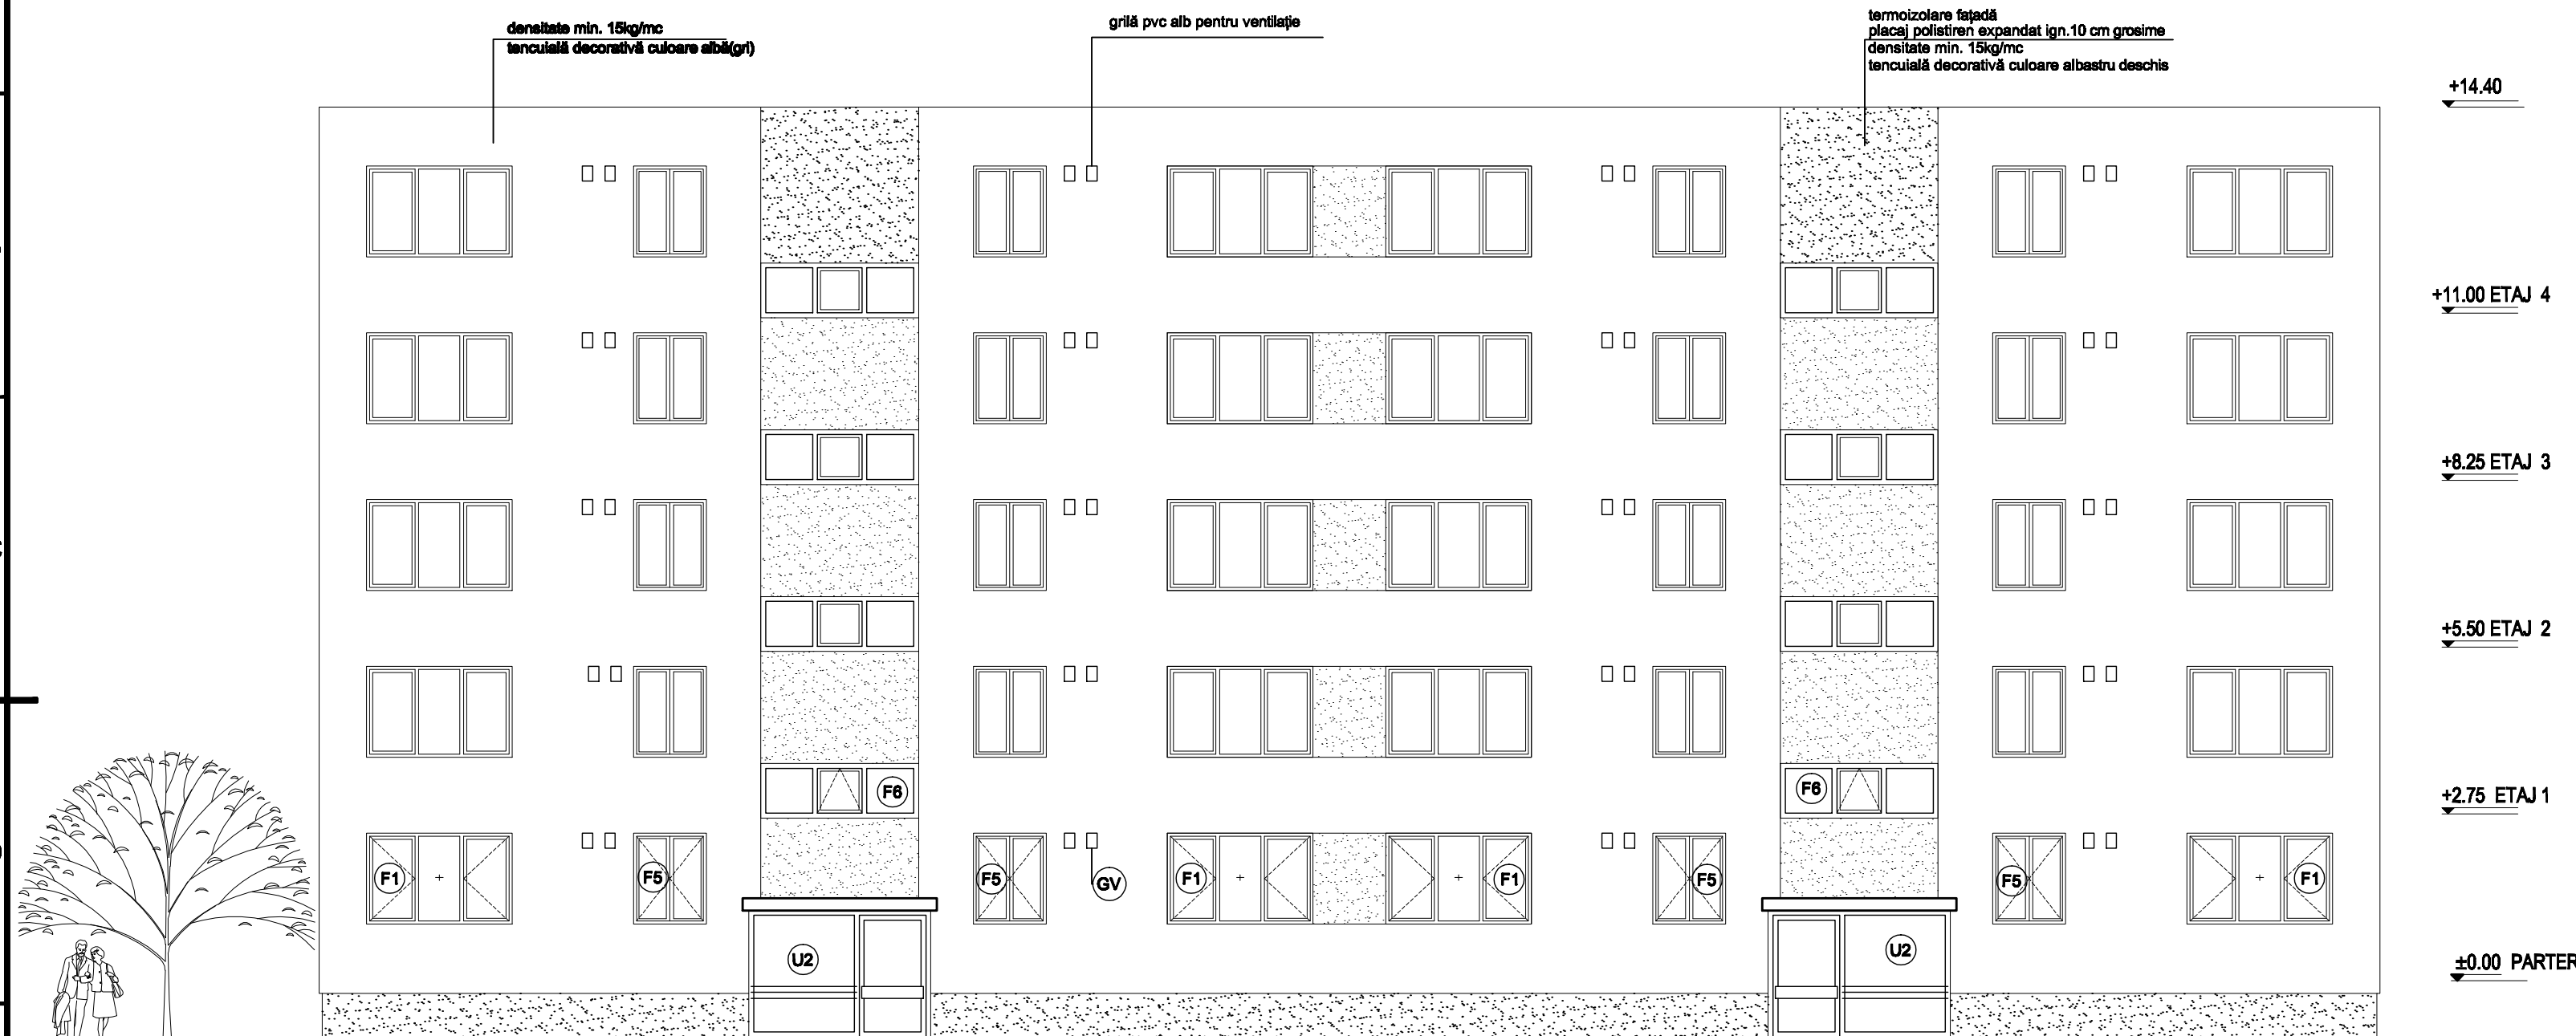 densitate min. 15kg/mc
tencuială decorativă culoare albă(gri)
grilă pvc alb pentru ventilație
termoizolare fațadă
placaj polistiren expandat ign.10 cm grosime
densitate min. 15kg/mc
tencuială decorativă culoare albastru deschis
+14.40
+11.00 ETAJ 4
+8.25 ETAJ 3
+5.50 ETAJ 2
+2.75 ETAJ 1
±0.00 PARTER
F6
F6
F1
F5
F5
GV
F1
F1
F5
F5
F1
U2
U2